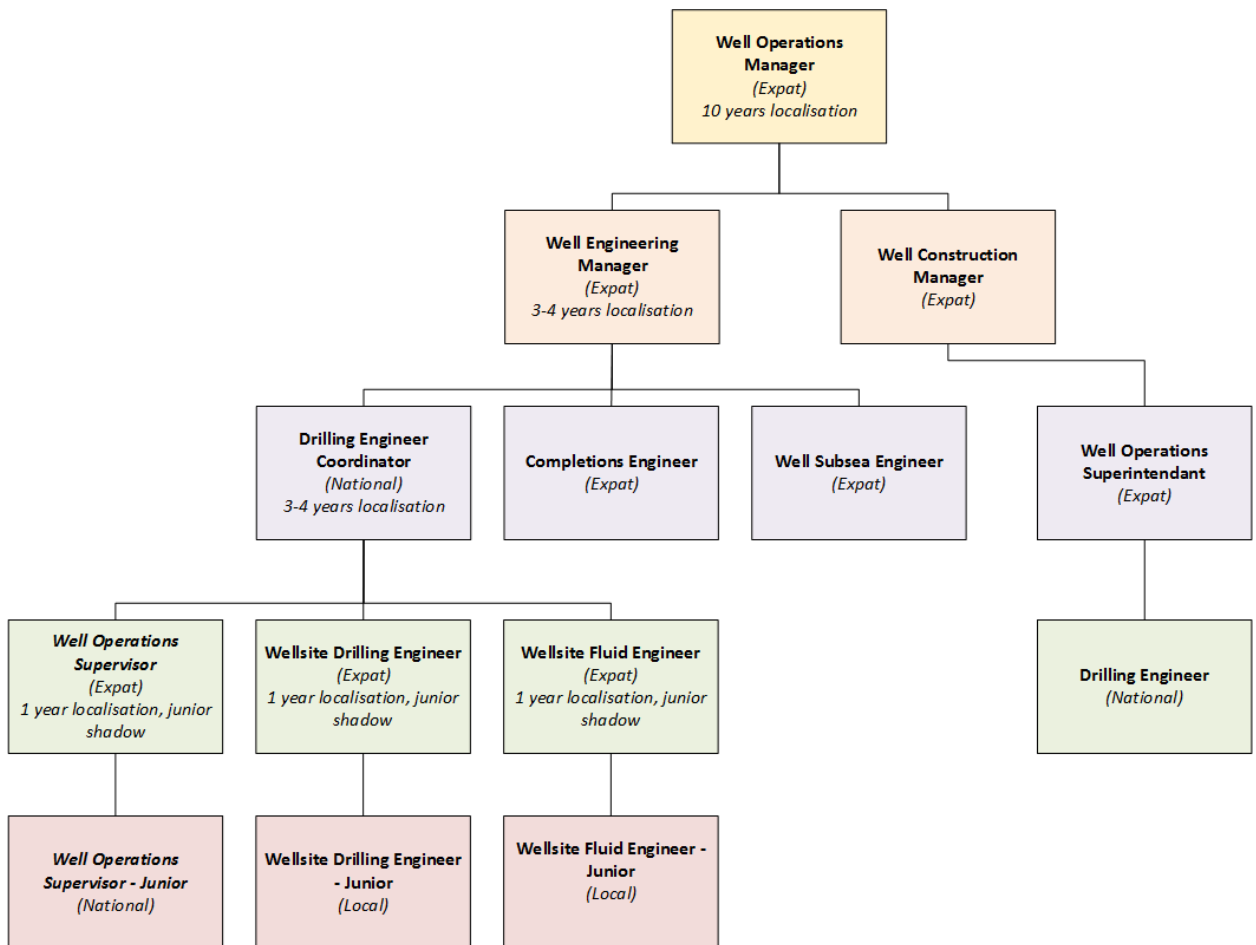 Well Operations
Manager
(Expat)
10 years localisation
Well Engineering
Manager
(Expat)
3-4 years localisation
Well Construction
Manager
(Expat)
Drilling Engineer
Coordinator
(National)
3-4 years localisation
Completions Engineer
(Expat)
Well Subsea Engineer
(Expat)
Well Operations
Superintendant
(Expat)
Well Operations
Supervisor
(Expat)
1 year localisation, junior
shadow
Wellsite Drilling Engineer
(Expat)
1 year localisation, junior
shadow
Wellsite Fluid Engineer
(Expat)
1 year localisation, junior
shadow
Drilling Engineer
(National)
Well Operations
Supervisor - Junior
(National)
Wellsite Drilling Engineer
- Junior
(Local)
Wellsite Fluid Engineer -
Junior
(Local)